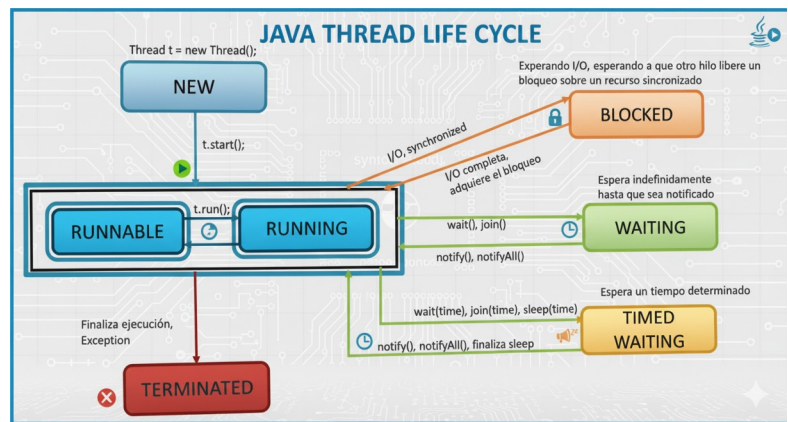 JAVA THREAD LIFE CYCLE
Thread t = new Thread();
NEW
t.start();
Experando I/O, esperando a que otro hilo libere un
bloqueo sobre un recurso sincronizado
BLOCKED
I/O, synchronized
I/O completa,
adquiere el bloqueo
RUNNABLE
t.run();
RUNNING
Espera indefinidamente
hasta que sea notificado
wait(), join()
WAITING
notify(), notifyAll()
Espera un tiempo determinado
wait(time), join(time), sleep(time)
TIMED
WAITING
notify(), notifyAll(), finaliza sleep
Finaliza ejecución,
Exception
TERMINATED